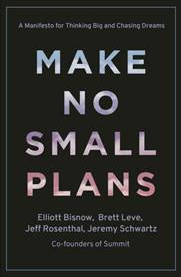 A Manifesto for Thinking Big and Chasing Dreams
MAKE
NO
SMALL
PLANS
Elliott Bisnow, Brett Leve,
Jeff Rosenthal, Jeremy Schwartz
Co-founders of Summit